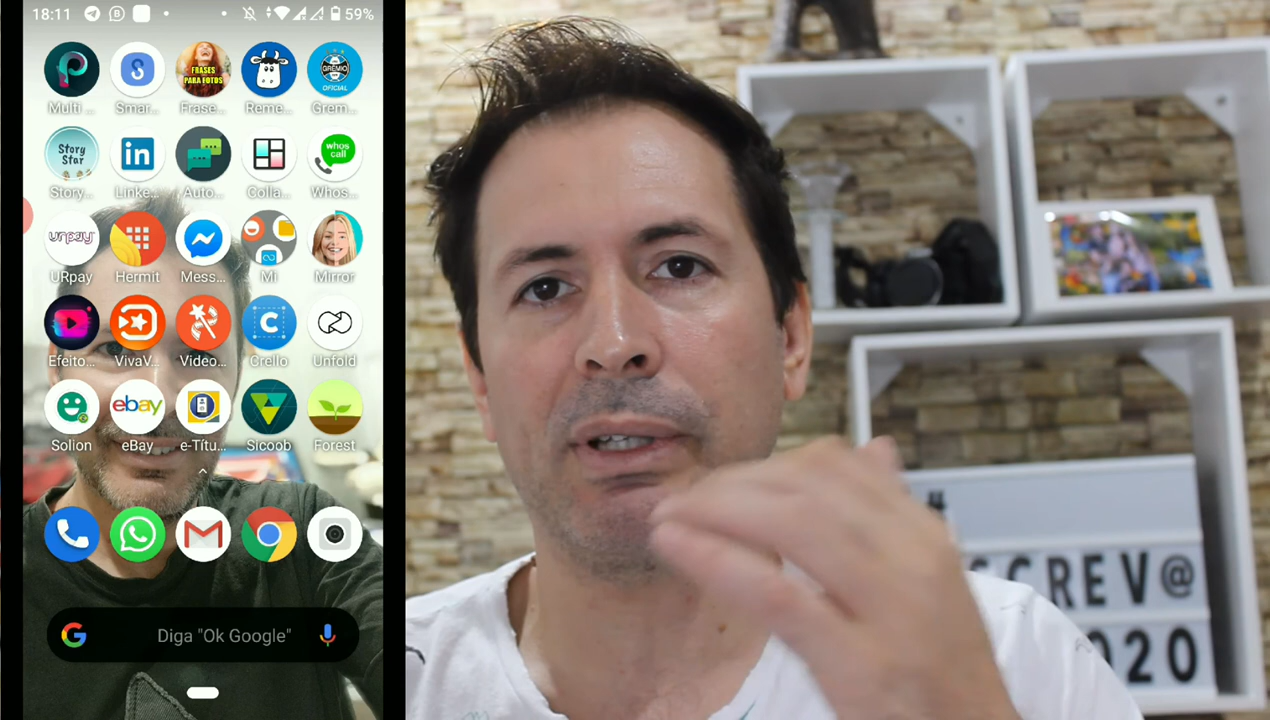 18:11
59%
FRASES
PARA FOTOS
GRÊMIO
OFICIAL
Multi ...
Smar...
Frase...
Reme...
Grem...
Story
Star
in
whos
call
Story...
Linke...
Auto...
Colla...
Whos...
urpay
URpay
Hermit
Mess...
Mi
Mirror
C
Efeito...
VivaV...
Video...
Crello
Unfold
ebay
Solion
eBay
e-Títu...
Sicoob
Forest
G
Diga "Ok Google"
#
SCREV@
020